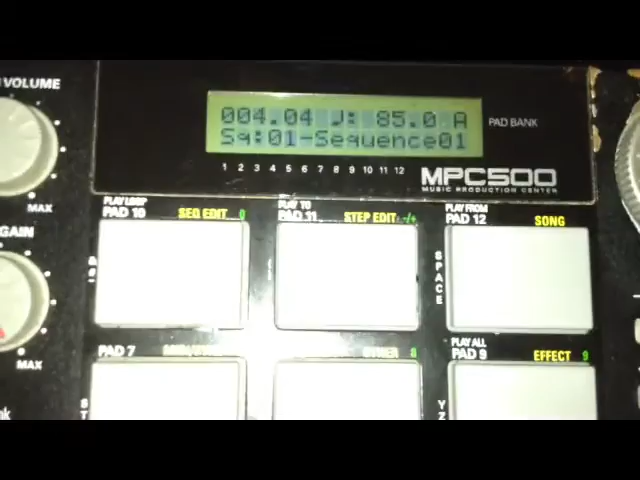 VOLUME
004.04 ♩: 85.0 A
Sq:01-Sequence01
PAD BANK
1 2 3 4 5 6 7 8 9 10 11 12
MPC500
MUSIC PRODUCTION CENTER
MAX
PLAY LOOP
PAD 10 SEQ EDIT 0
PLAY TO
PAD 11 STEP EDIT -/+
PLAY FROM
PAD 12 SONG
GAIN
SPACE
MAX
PAD 7
OTHER 8
PLAY ALL
PAD 9 EFFECT 9
YZ